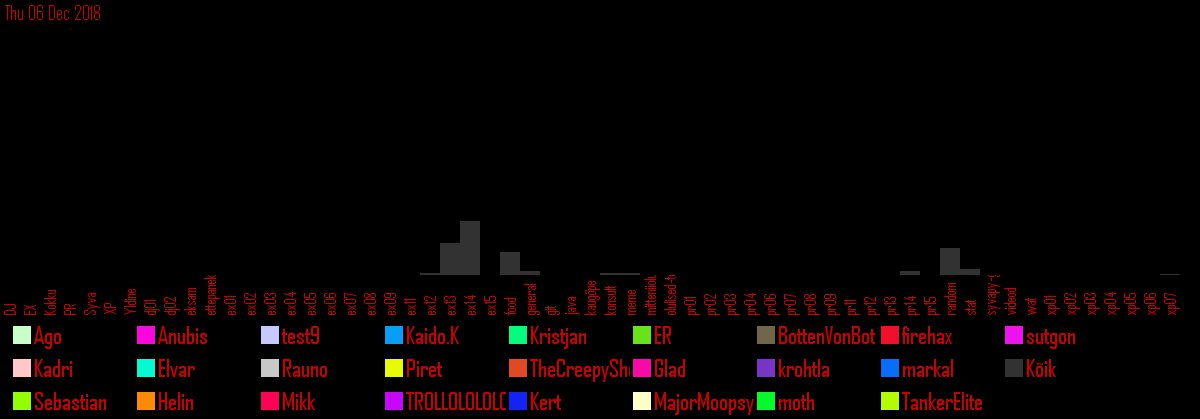 Thu 06 Dec 2018
DJ EX Kokku PR Syva XP Yldine dj01 dj02 eksam ettepanek ex01 ex02 ex03 ex04 ex05 ex06 ex07 ex08 ex09 ex11 ex12 ex13 ex14 ex15 food general git java kaugõpe konsult meme olulised-h pr01 pr02 pr03 pr04 pr06 pr07 pr08 pr09 pr11 pr12 pr13 pr14 pr15 random stat videod waf xp01 xp02 xp03 xp04 xp05 xp06 xp07
Ago Anubis test9 Kaido.K Kristjan ER BottenVonBot firehax sutgon
Kadri Elvar Rauno Piret TheCreepySh Glad krohtla markal Kõik
Sebastian Helin Mikk TROLLOLOLOLO Kert MajorMoopsy moth TankerElite